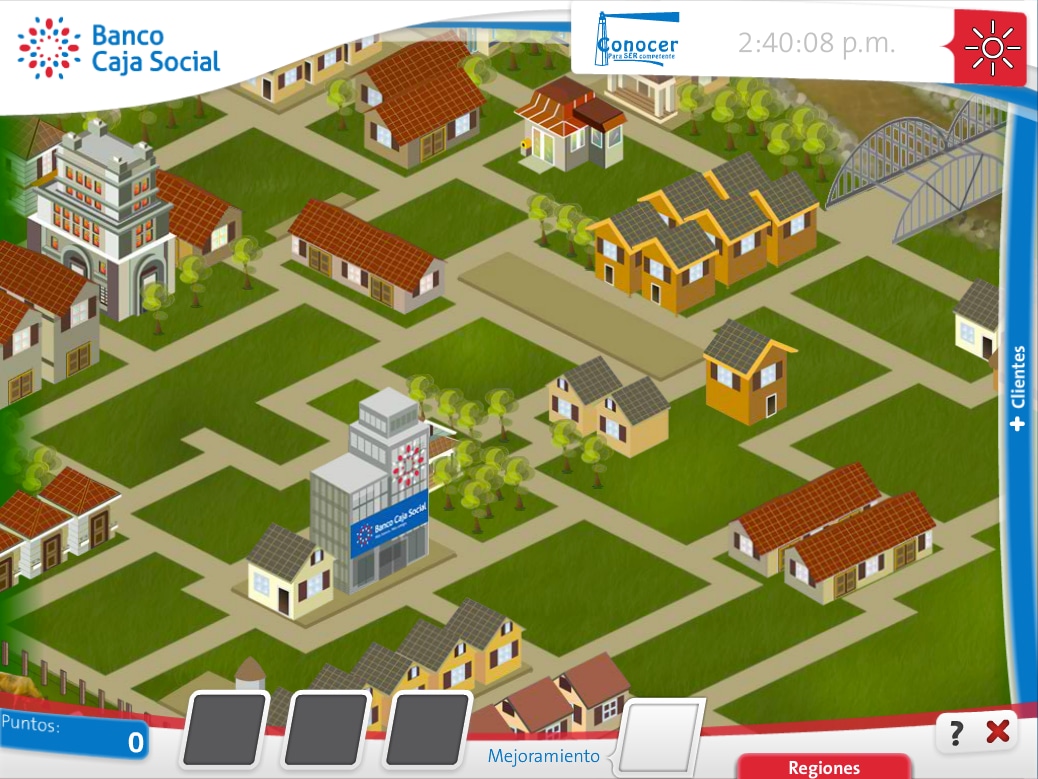 Banco
Caja Social
Conocer
Para SER competente
2:40:08 p.m.
+ Clientes
Banco Caja Social
Puntos:
0
Mejoramiento
Regiones
?